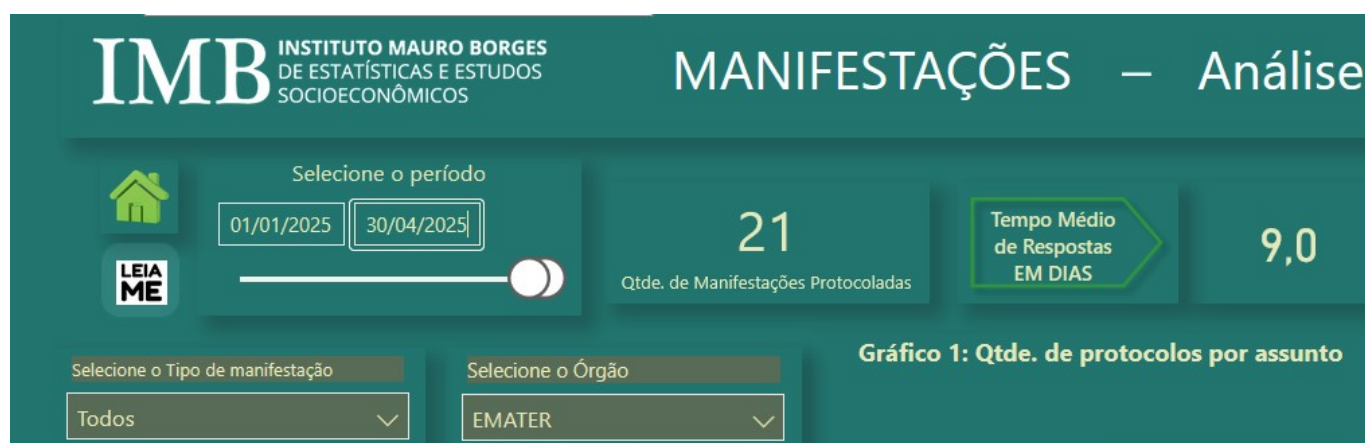 IMB
INSTITUTO MAURO BORGES
DE ESTATÍSTICAS E ESTUDOS
SOCIOECONÔMICOS
MANIFESTAÇÕES – Análise
Selecione o período
01/01/2025 30/04/2025
LEIA
ME
21
Qtde. de Manifestações Protocoladas
Tempo Médio
de Respostas
EM DIAS
9,0
Gráfico 1: Qtde. de protocolos por assunto
Selecione o Tipo de manifestação
Todos
Selecione o Órgão
EMATER